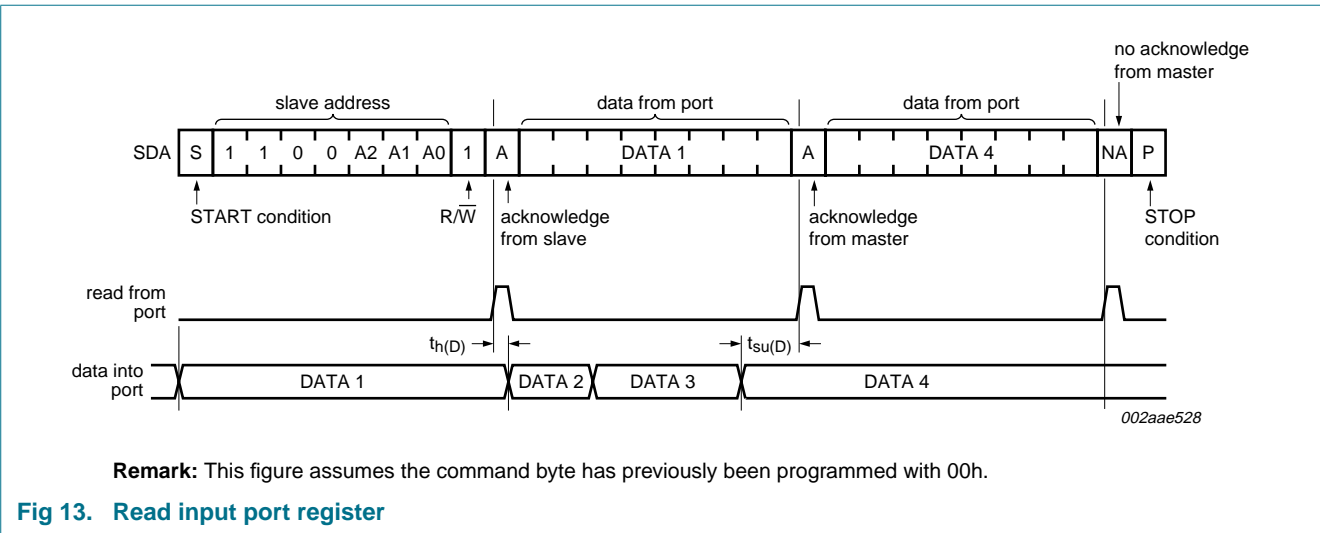 no acknowledge
from master
slave address
data from port
data from port
SDA S 1 1 0 0 A2 A1 A0 1 A DATA 1 A DATA 4 NA P
START condition
R/W̅
acknowledge
from slave
acknowledge
from master
STOP
condition
read from
port
th(D)
tsu(D)
data into
port
DATA 1 DATA 2 DATA 3 DATA 4
002aae528
Remark: This figure assumes the command byte has previously been programmed with 00h.
Fig 13. Read input port register